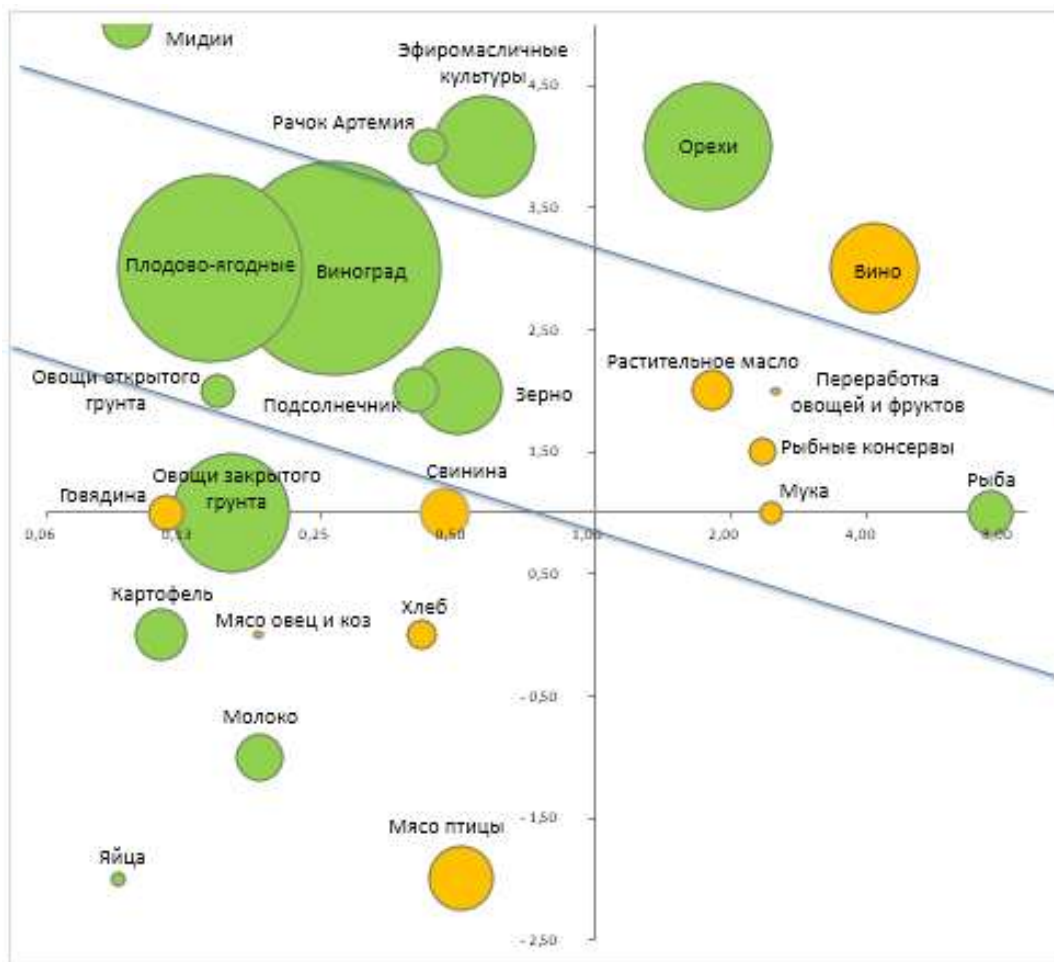 Мидии
Эфиромасличные
культуры
4,50
Рачок Артемия
Орехи
3,50
Плодово-ягодные
Виноград
Вино
2,50
Растительное масло
Овощи открытого
грунта
Подсолнечник
Зерно
Переработка
овощей и фруктов
1,50
Рыбные консервы
Овощи закрытого
грунта
Говядина
Свинина
Мука
Рыба
0,06
0,13
0,25
0,50
1,00
2,00
4,00
8,00
0,50
Картофель
Мясо овец и коз
Хлеб
- 0,50
Молоко
- 1,50
Мясо птицы
Яйца
- 2,50